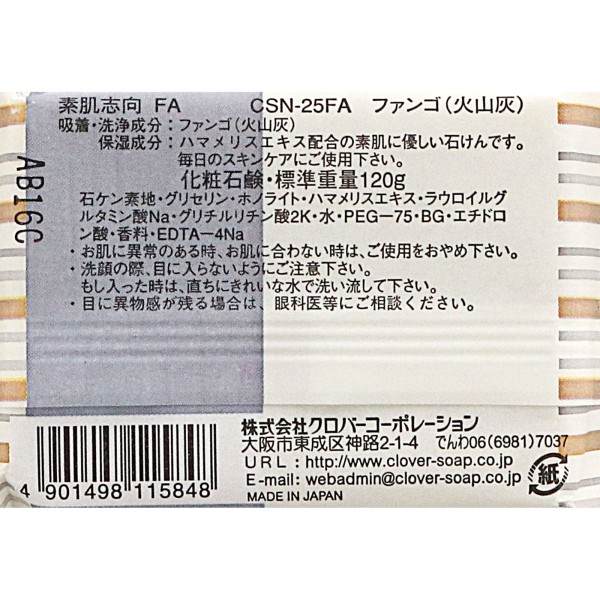 素肌志向 FA CSN-25FA ファンゴ(火山灰)
吸着・洗浄成分：ファンゴ(火山灰)
保湿成分：ハマメリスエキス配合の素肌に優しい石けんです。
毎日のスキンケアにご使用下さい。
化粧石鹸・標準重量120g
石ケン素地・グリセリン・ホノライト・ハマメリスエキス・ラウロイルグ
ルタミン酸Na・グリチルリチン酸2K・水・PEG－75・BG・エチドロ
ン酸・香料・EDTA－4Na
・お肌に異常のある時、お肌に合わない時は、ご使用をおやめ下さい。
・洗顔の際、目に入らないようにご注意下さい。
もし入った時は、直ちにきれいな水で洗い流して下さい。
・目に異物感が残る場合は、眼科医等にご相談ください。
AB16C
株式会社クロバーコーポレーション
大阪市東成区神路2-1-4 でんわ06(6981)7037
URL：http://www.clover-soap.co.jp
E-mail: webadmin@clover-soap.co.jp
MADE IN JAPAN
紙
4 901498 115848